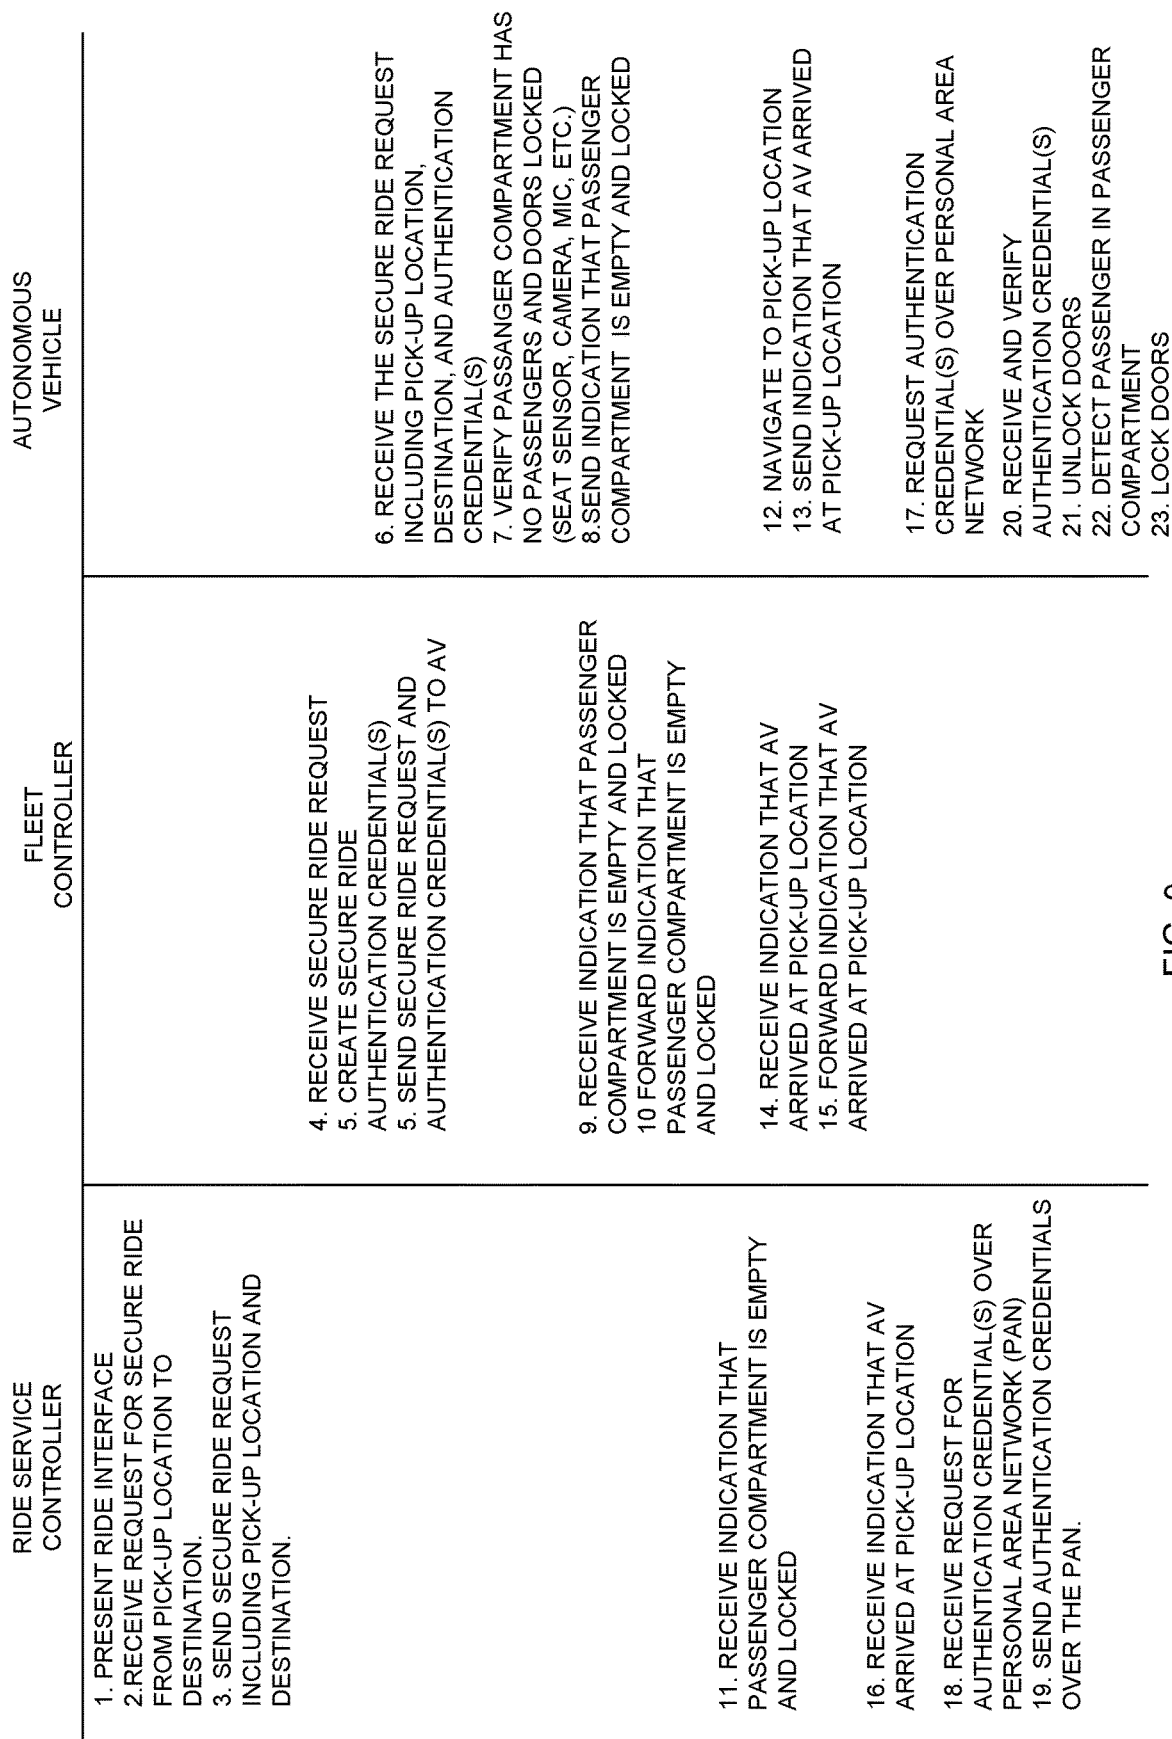 RIDE SERVICE
CONTROLLER
1. PRESENT RIDE INTERFACE
2.RECEIVE REQUEST FOR SECURE RIDE
FROM PICK-UP LOCATION TO
DESTINATION.
3. SEND SECURE RIDE REQUEST
INCLUDING PICK-UP LOCATION AND
DESTINATION.
11. RECEIVE INDICATION THAT
PASSENGER COMPARTMENT IS EMPTY
AND LOCKED
16. RECEIVE INDICATION THAT AV
ARRIVED AT PICK-UP LOCATION
18. RECEIVE REQUEST FOR
AUTHENTICATION CREDENTIAL(S) OVER
PERSONAL AREA NETWORK (PAN)
19. SEND AUTHENTICATION CREDENTIALS
OVER THE PAN.
FLEET
CONTROLLER
4. RECEIVE SECURE RIDE REQUEST
5. CREATE SECURE RIDE
AUTHENTICATION CREDENTIAL(S)
5. SEND SECURE RIDE REQUEST AND
AUTHENTICATION CREDENTIAL(S) TO AV
9. RECEIVE INDICATION THAT PASSENGER
COMPARTMENT IS EMPTY AND LOCKED
10 FORWARD INDICATION THAT
PASSENGER COMPARTMENT IS EMPTY
AND LOCKED
14. RECEIVE INDICATION THAT AV
ARRIVED AT PICK-UP LOCATION
15. FORWARD INDICATION THAT AV
ARRIVED AT PICK-UP LOCATION
AUTONOMOUS
VEHICLE
6. RECEIVE THE SECURE RIDE REQUEST
INCLUDING PICK-UP LOCATION,
DESTINATION, AND AUTHENTICATION
CREDENTIAL(S)
7. VERIFY PASSANGER COMPARTMENT HAS
NO PASSENGERS AND DOORS LOCKED
(SEAT SENSOR, CAMERA, MIC, ETC.)
8.SEND INDICATION THAT PASSENGER
COMPARTMENT IS EMPTY AND LOCKED
12. NAVIGATE TO PICK-UP LOCATION
13. SEND INDICATION THAT AV ARRIVED
AT PICK-UP LOCATION
17. REQUEST AUTHENTICATION
CREDENTIAL(S) OVER PERSONAL AREA
NETWORK
20. RECEIVE AND VERIFY
AUTHENTICATION CREDENTIAL(S)
21. UNLOCK DOORS
22. DETECT PASSENGER IN PASSENGER
COMPARTMENT
23. LOCK DOORS
FIG.